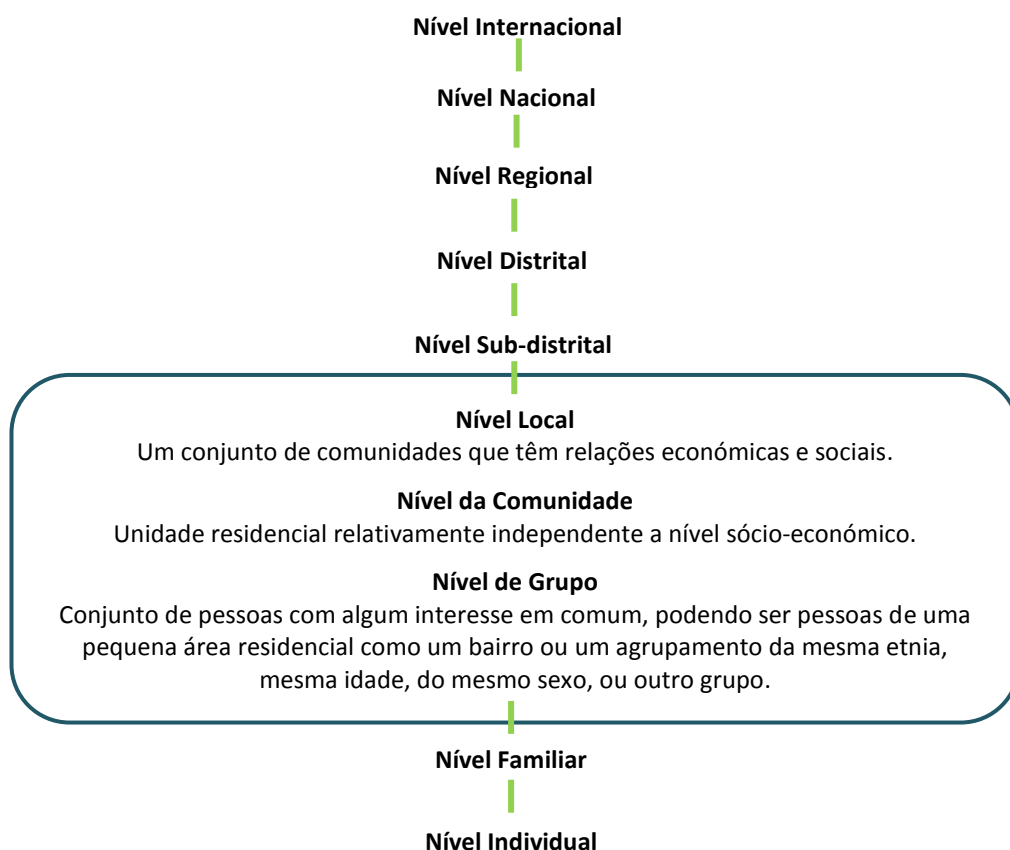 Nível Internacional
Nível Nacional
Nível Regional
Nível Distrital
Nível Sub-distrital
Nível Local
Um conjunto de comunidades que têm relações económicas e sociais.
Nível da Comunidade
Unidade residencial relativamente independente a nível sócio-económico.
Nível de Grupo
Conjunto de pessoas com algum interesse em comum, podendo ser pessoas de uma
pequena área residencial como um bairro ou um agrupamento da mesma etnia,
mesma idade, do mesmo sexo, ou outro grupo.
Nível Familiar
Nível Individual